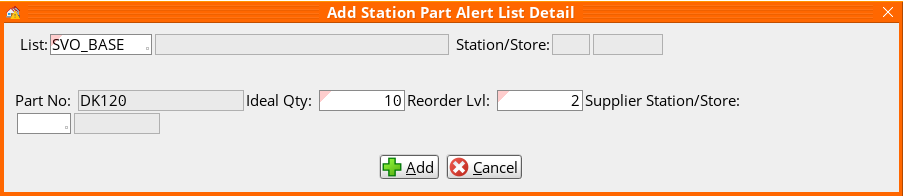 Add Station Part Alert List Detail
List: SVO_BASE Station/Store:
Part No: DK120 Ideal Qty: 10 Reorder Lvl: 2 Supplier Station/Store:
Add Cancel